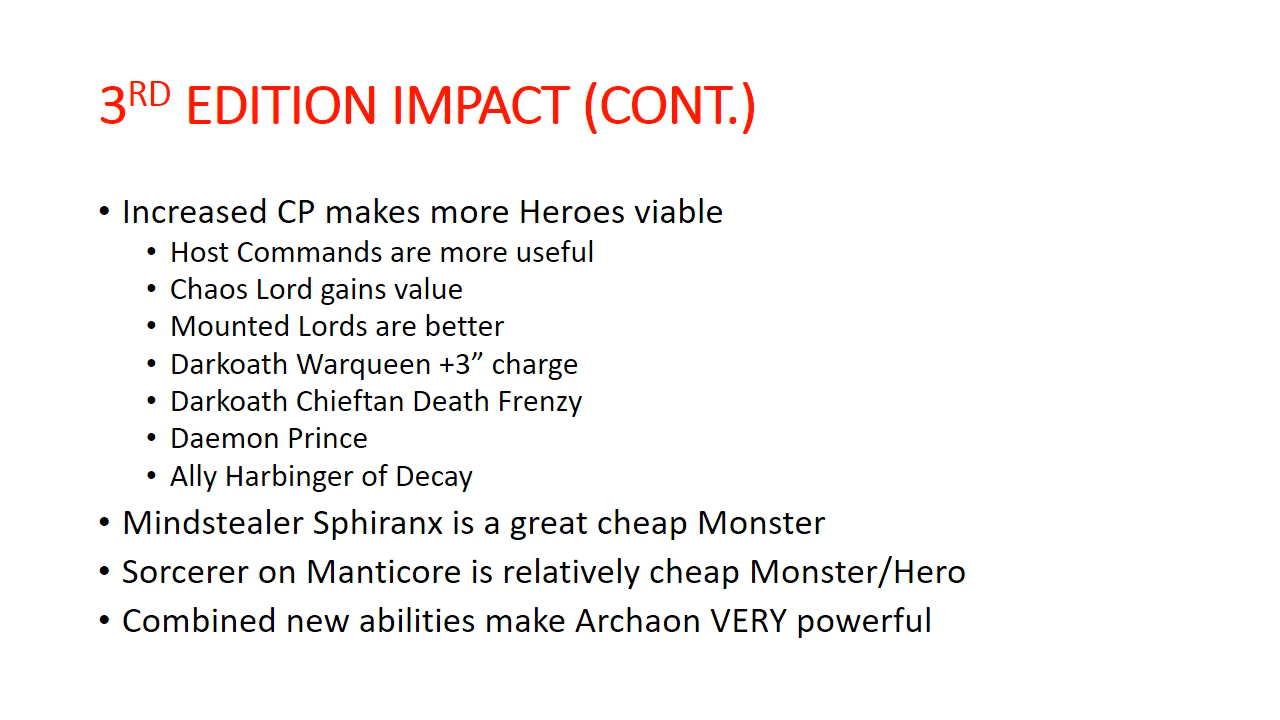 3RD EDITION IMPACT (CONT.)
• Increased CP makes more Heroes viable
• Host Commands are more useful
• Chaos Lord gains value
• Mounted Lords are better
• Darkoath Warqueen +3” charge
• Darkoath Chieftan Death Frenzy
• Daemon Prince
• Ally Harbinger of Decay
• Mindstealer Sphiranx is a great cheap Monster
• Sorcerer on Manticore is relatively cheap Monster/Hero
• Combined new abilities make Archaon VERY powerful